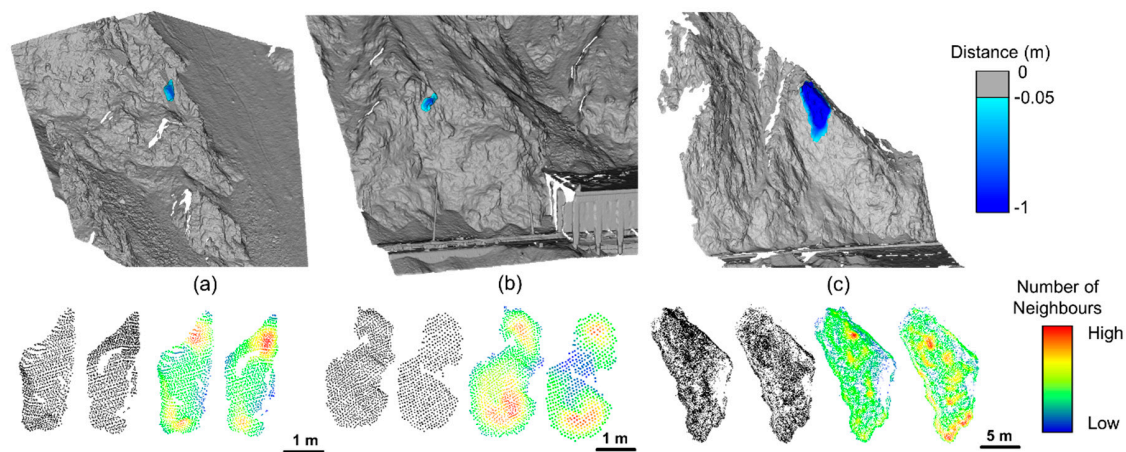 Distance (m)
0
-0.05
-1
(a)
(b)
(c)
Number of
Neighbours
High
Low
1 m
1 m
5 m